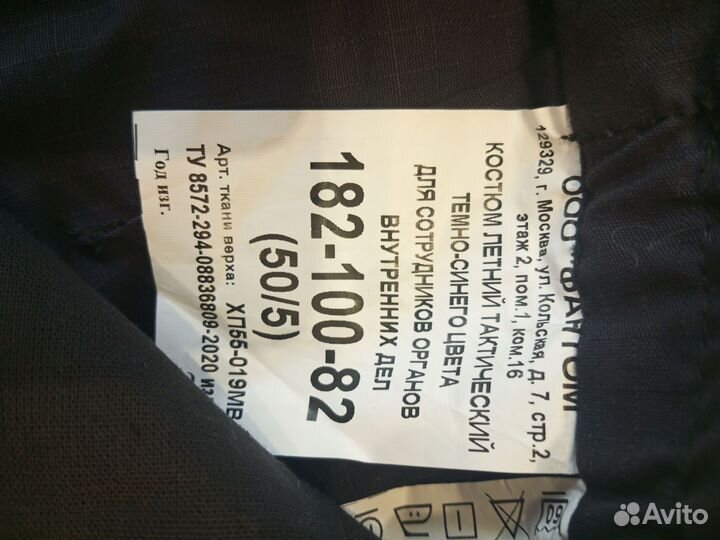 ООО "ФАНТОМ
129329, г. Москва, ул. Кольская, д. 7, стр.2,
этаж 2, пом.1, ком.16
КОСТЮМ ЛЕТНИЙ ТАКТИЧЕСКИЙ
ТЕМНО-СИНЕГО ЦВЕТА
ДЛЯ СОТРУДНИКОВ ОРГАНОВ
ВНУТРЕННИХ ДЕЛ
182-100-82
(50/5)
Арт. ткани верха: ХП55-019МВ
ТУ 8572-294-08836809-2020 из
Год изг.
Avito